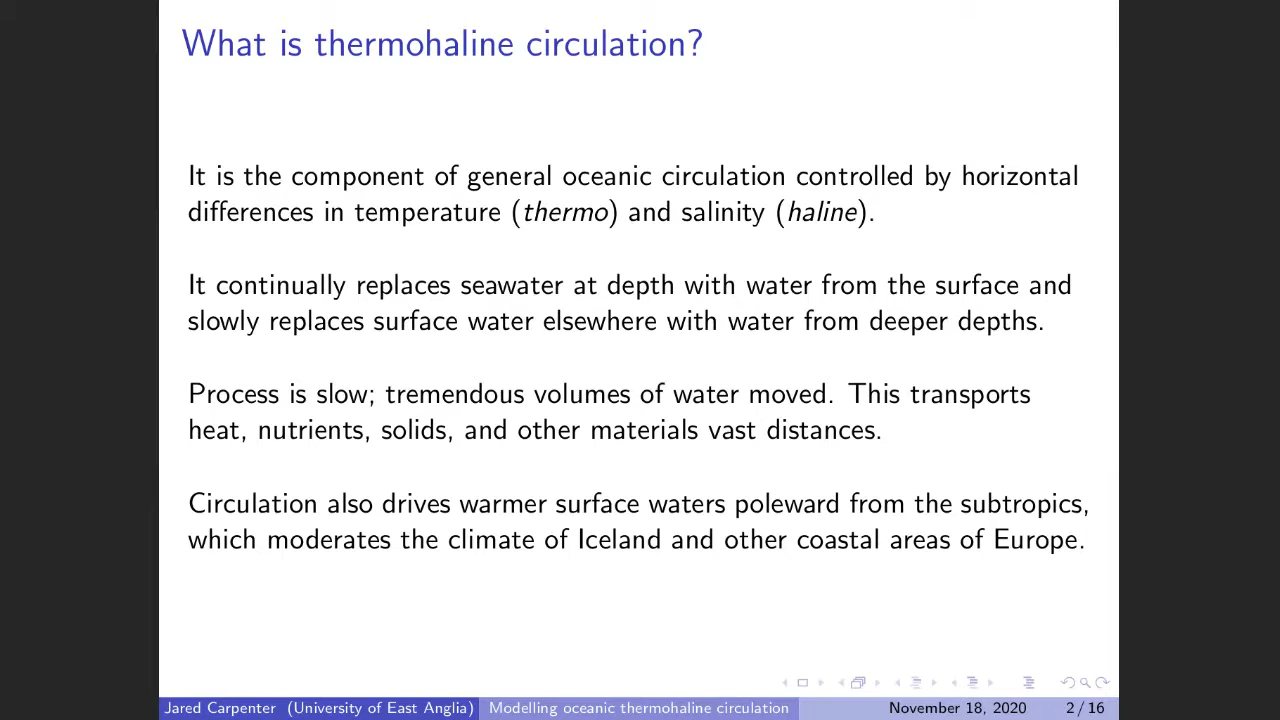 What is thermohaline circulation?
It is the component of general oceanic circulation controlled by horizontal
differences in temperature (thermo) and salinity (haline).
It continually replaces seawater at depth with water from the surface and
slowly replaces surface water elsewhere with water from deeper depths.
Process is slow; tremendous volumes of water moved. This transports
heat, nutrients, solids, and other materials vast distances.
Circulation also drives warmer surface waters poleward from the subtropics,
which moderates the climate of Iceland and other coastal areas of Europe.
Jared Carpenter (University of East Anglia) Modelling oceanic thermohaline circulation November 18, 2020 2 / 16